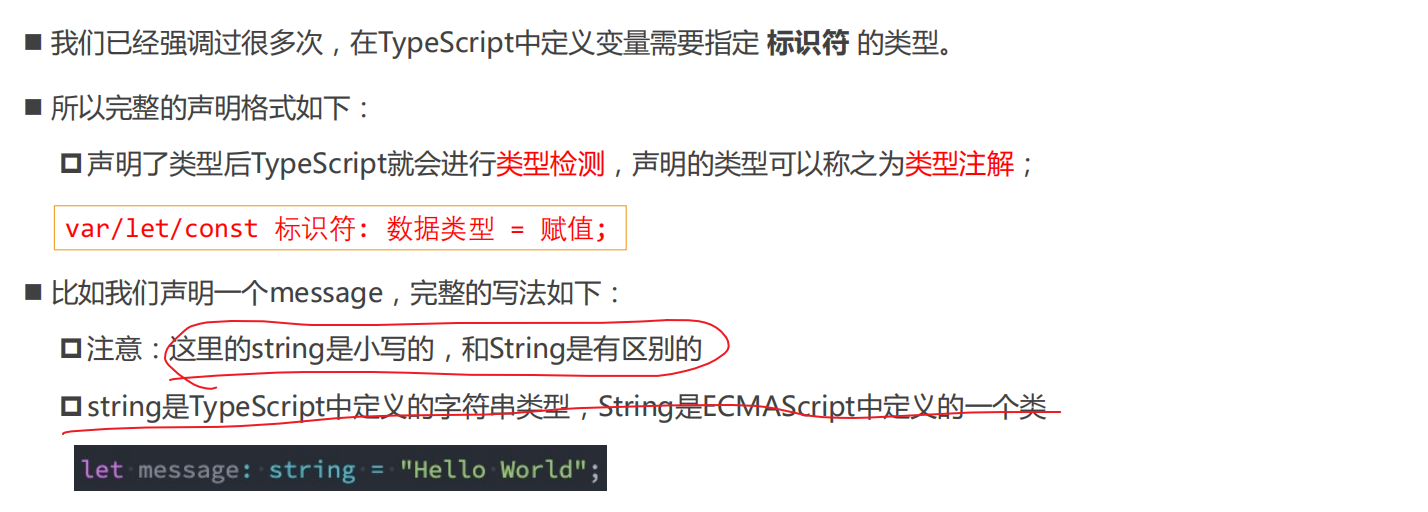 我们已经强调过很多次，在TypeScript中定义变量需要指定 标识符 的类型。
所以完整的声明格式如下：
声明了类型后TypeScript就会进行类型检测，声明的类型可以称之为类型注解；
var/let/const 标识符: 数据类型 = 赋值;
比如我们声明一个message，完整的写法如下：
注意：这里的string是小写的，和String是有区别的
string是TypeScript中定义的字符串类型，String是ECMAScript中定义的一个类
let message: string = "Hello World";